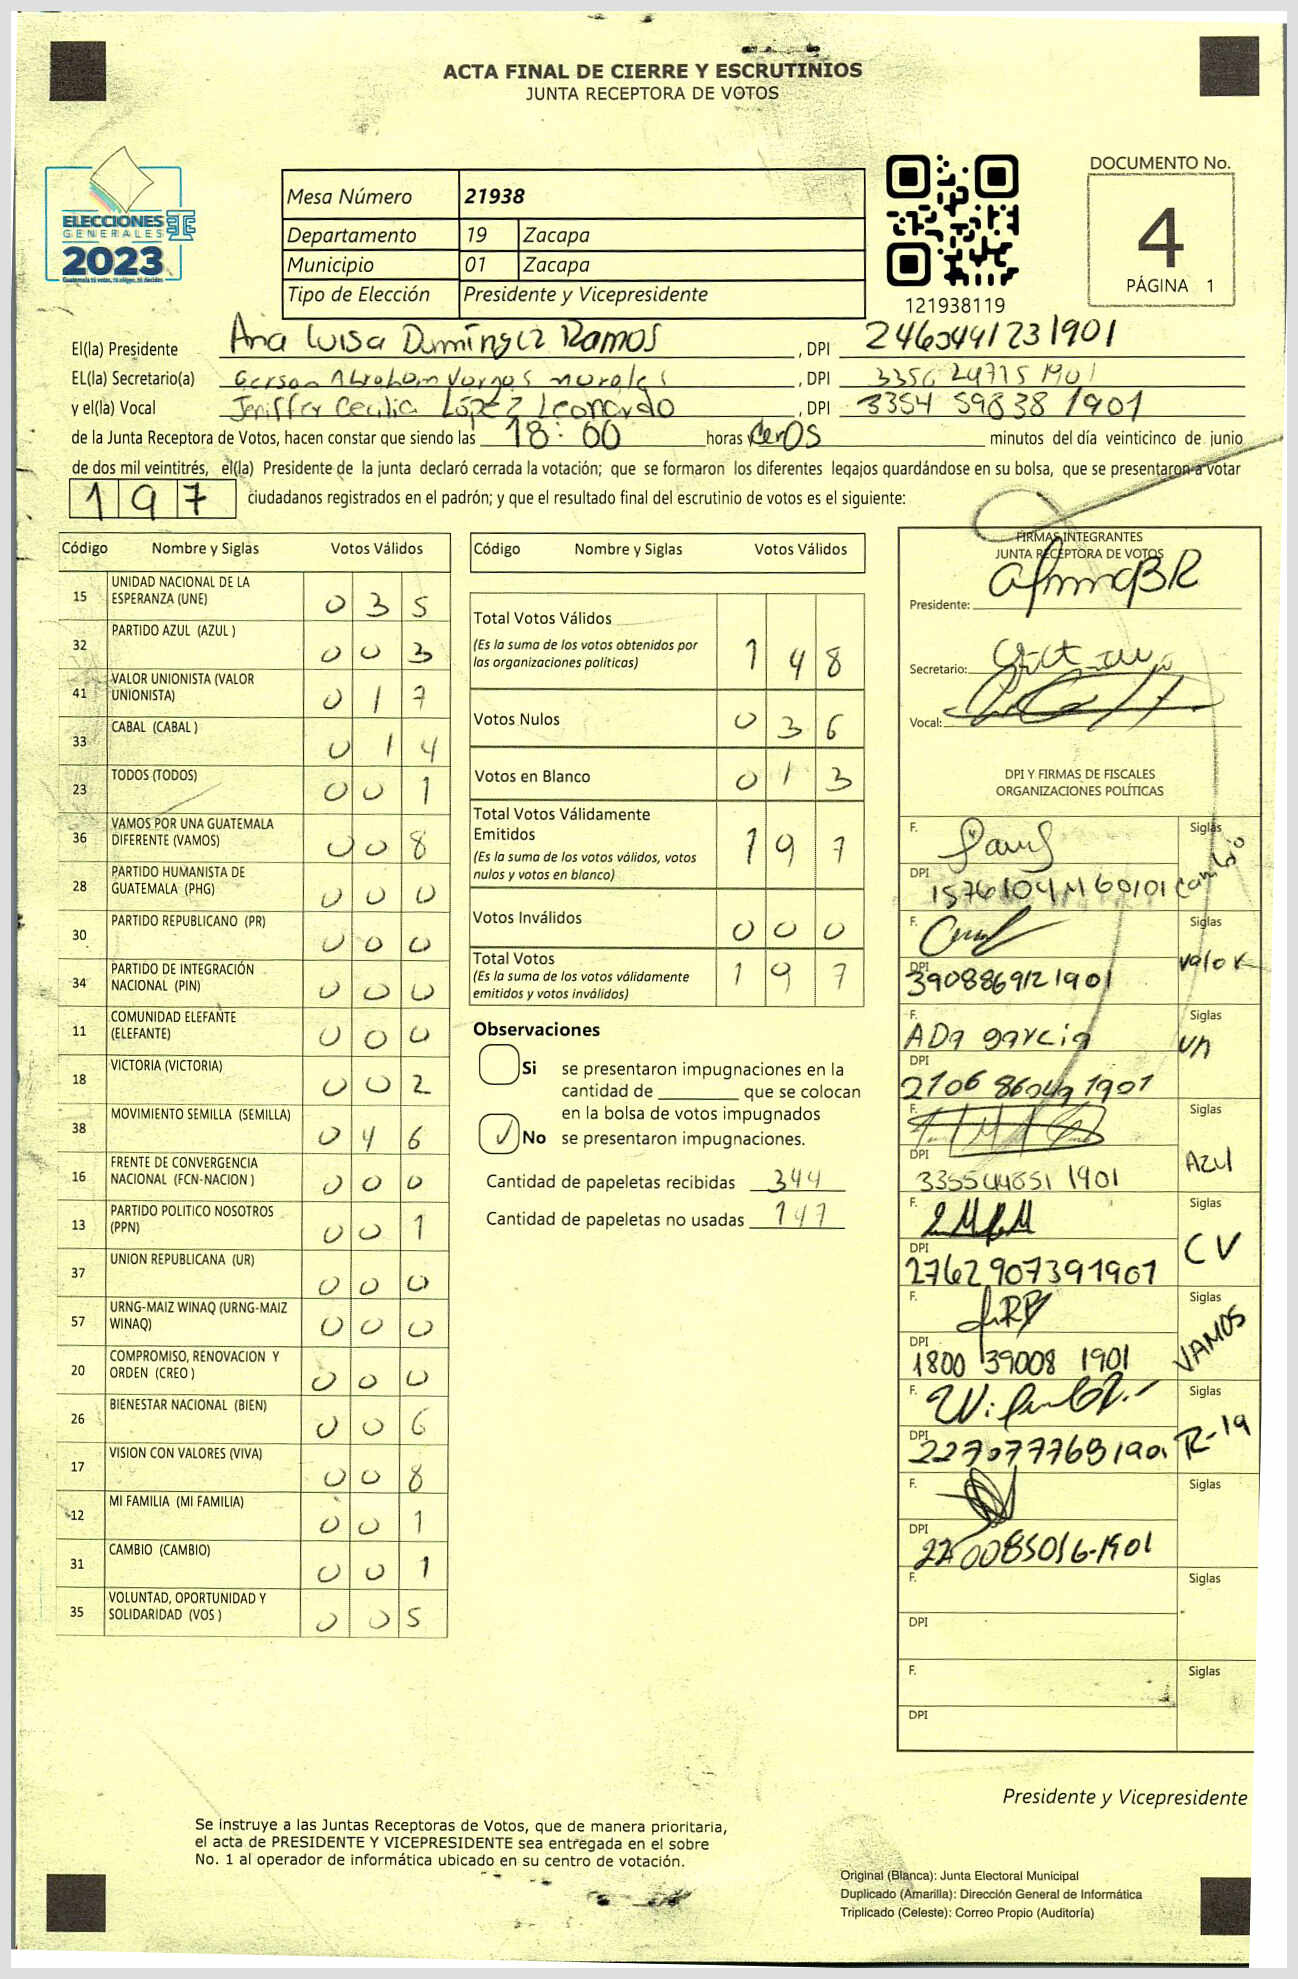 ACTA FINAL DE CIERRE Y ESCRUTINIOS
JUNTA RECEPTORA DE VOTOS
ELECCIONES
GENERALES
2023
Guatemala tú votas, tú eliges, tú decides
Mesa Número 21938
Departamento 19 Zacapa
Municipio 01 Zacapa
Tipo de Elección Presidente y Vicepresidente
121938119
DOCUMENTO No.
4
PÁGINA 1
El(la) Presidente Ana Luisa Ramos , DPI 2460441231901
EL(la) Secretario(a) Gerson Abraham Vargas morales , DPI
y el(la) Vocal Jeniffer Cecilia López Leonardo , DPI 3354 59838 1901
de la Junta Receptora de Votos, hacen constar que siendo las 18:00 horas y cerOS minutos del día veinticinco de junio
de dos mil veintitrés, el(la) Presidente de la junta declaró cerrada la votación; que se formaron los diferentes legajos guardándose en su bolsa, que se presentaron a votar
197 ciudadanos registrados en el padrón; y que el resultado final del escrutinio de votos es el siguiente:
Código Nombre y Siglas Votos Válidos
15 UNIDAD NACIONAL DE LA ESPERANZA (UNE) 0 3 5
32 PARTIDO AZUL (AZUL ) 0 0 3
41 VALOR UNIONISTA (VALOR UNIONISTA) 0 1 7
33 CABAL (CABAL ) 0 1 4
23 TODOS (TODOS) 0 0 1
36 VAMOS POR UNA GUATEMALA DIFERENTE (VAMOS) 0 0 8
28 PARTIDO HUMANISTA DE GUATEMALA (PHG) 0 0 0
30 PARTIDO REPUBLICANO (PR) 0 0 0
34 PARTIDO DE INTEGRACIÓN NACIONAL (PIN) 0 0 0
11 COMUNIDAD ELEFANTE (ELEFANTE) 0 0 0
18 VICTORIA (VICTORIA) 0 0 2
38 MOVIMIENTO SEMILLA (SEMILLA) 0 4 6
16 FRENTE DE CONVERGENCIA NACIONAL (FCN-NACION ) 0 0 0
13 PARTIDO POLITICO NOSOTROS (PPN) 0 0 1
37 UNION REPUBLICANA (UR) 0 0 0
57 URNG-MAIZ WINAQ (URNG-MAIZ WINAQ) 0 0 0
20 COMPROMISO, RENOVACION Y ORDEN (CREO ) 0 0 0
26 BIENESTAR NACIONAL (BIEN) 0 0 6
17 VISION CON VALORES (VIVA) 0 0 8
12 MI FAMILIA (MI FAMILIA) 0 0 1
31 CAMBIO (CAMBIO) 0 0 1
35 VOLUNTAD, OPORTUNIDAD Y SOLIDARIDAD (VOS ) 0 0 5
Código Nombre y Siglas Votos Válidos
Total Votos Válidos 1 4 8
(Es la suma de los votos obtenidos por
las organizaciones políticas)
Votos Nulos 0 3 6
Votos en Blanco 0 1 3
Total Votos Válidamente
Emitidos 1 9 7
(Es la suma de los votos válidos, votos
nulos y votos en blanco)
Votos Inválidos 0 0 0
Total Votos 1 9 7
(Es la suma de los votos válidamente
emitidos y votos inválidos)
Observaciones
Si se presentaron impugnaciones en la
cantidad de ________ que se colocan
en la bolsa de votos impugnados
✓ No se presentaron impugnaciones.
Cantidad de papeletas recibidas 344
Cantidad de papeletas no usadas 147
FIRMAS INTEGRANTES
JUNTA RECEPTORA DE VOTOS
Presidente:
Secretario:
Vocal:
DPI Y FIRMAS DE FISCALES
ORGANIZACIONES POLÍTICAS
F. Siglas Cambio
DPI
F. Siglas valor
DPI 3908869121901
F. ADa garcia Siglas
DPI 2106 86049 1901
F. Siglas Azul
DPI 335544851 1901
F. Siglas CV
DPI 2762907391901
F. Siglas VAMOS
DPI 1800 39008 1901
F. Siglas R-19
DPI 2270777681901
F. Siglas
DPI 220085016-1901
F. Siglas
DPI
F. Siglas
DPI
Presidente y Vicepresidente
Se instruye a las Juntas Receptoras de Votos, que de manera prioritaria,
el acta de PRESIDENTE Y VICEPRESIDENTE sea entregada en el sobre
No. 1 al operador de informática ubicado en su centro de votación.
Original (Blanca): Junta Electoral Municipal
Duplicado (Amarilla): Dirección General de Informática
Triplicado (Celeste): Correo Propio (Auditoría)